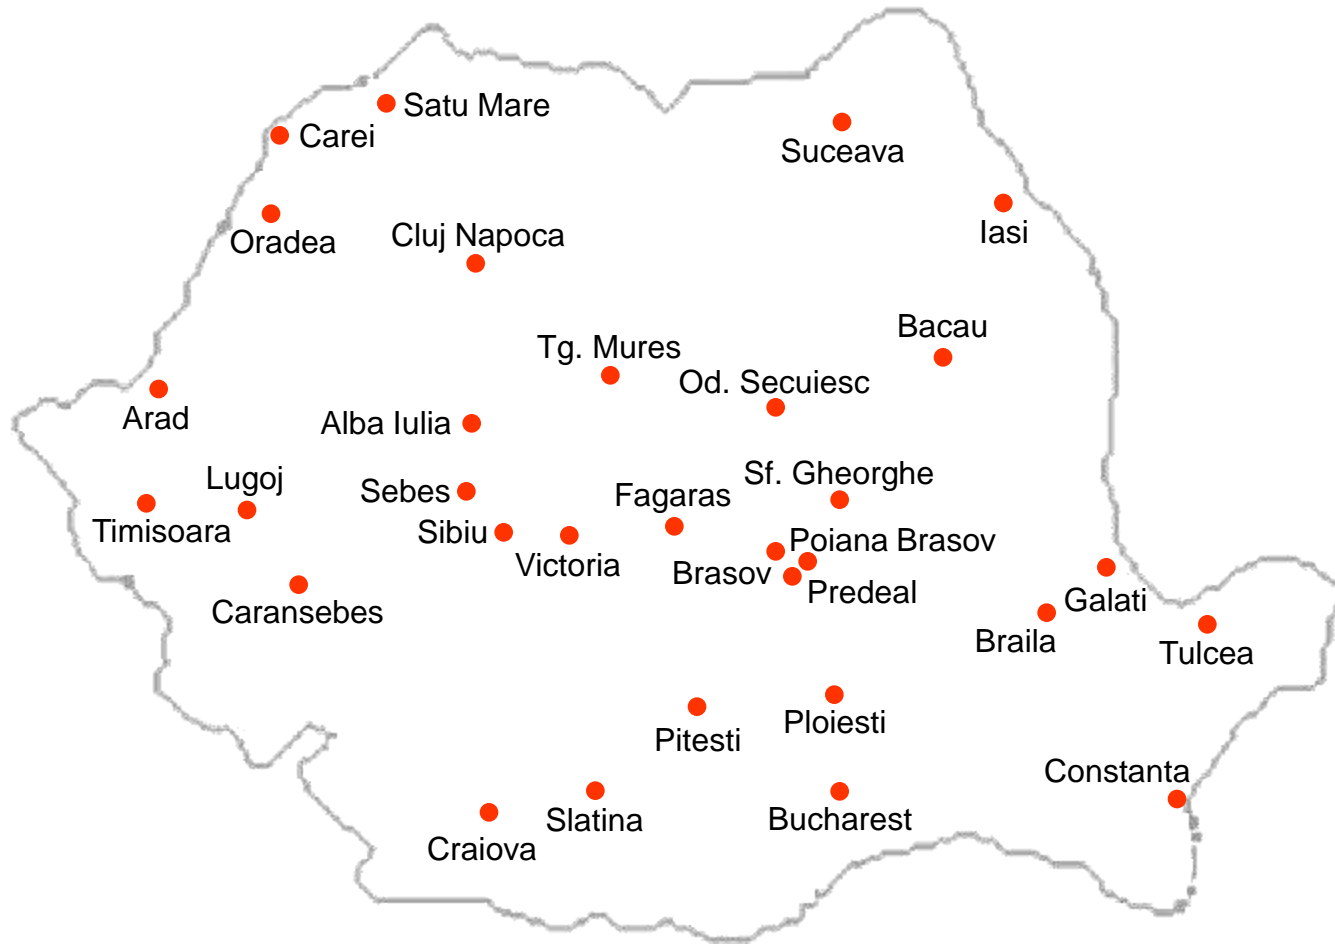 Satu Mare
Carei
Suceava
Oradea
Cluj Napoca
Iasi
Bacau
Tg. Mures
Od. Secuiesc
Arad
Alba Iulia
Lugoj
Sebes
Fagaras
Sf. Gheorghe
Timisoara
Sibiu
Victoria
Poiana Brasov
Brasov
Predeal
Caransebes
Galati
Braila
Tulcea
Pitesti
Ploiesti
Constanta
Slatina
Bucharest
Craiova